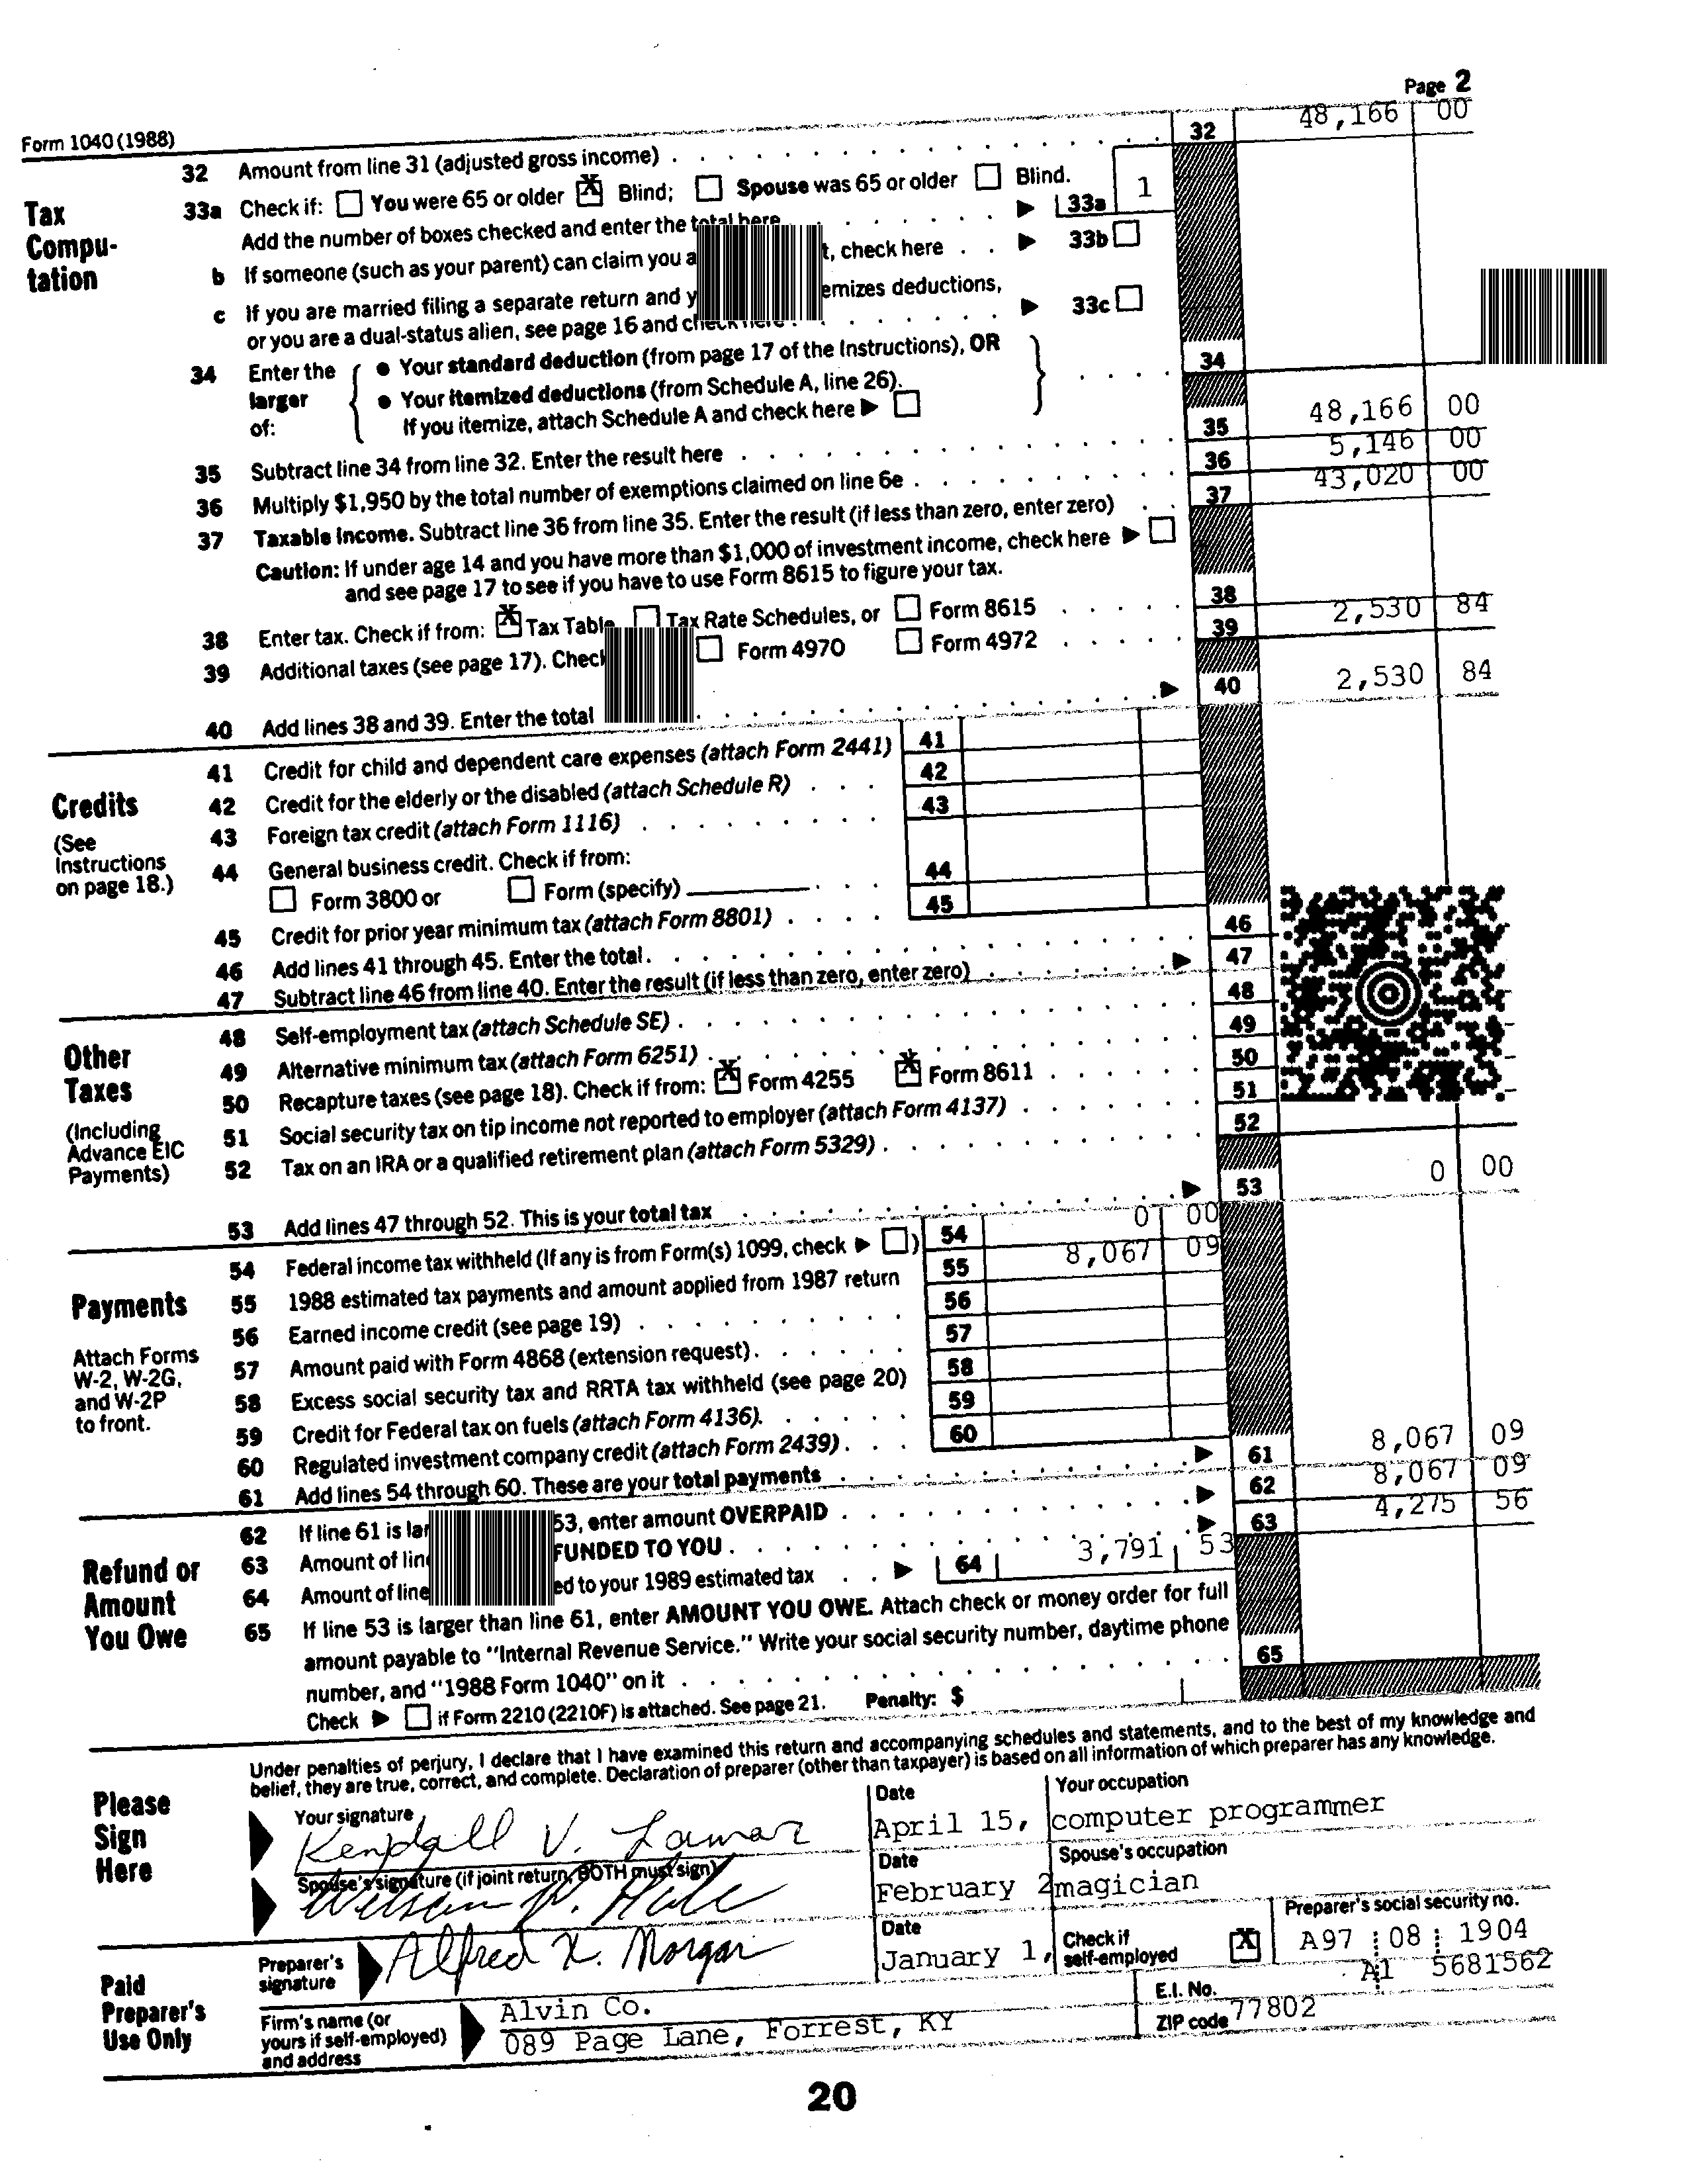 Page 2
Form 1040 (1988)
32 Amount from line 31 (adjusted gross income) 32 48,166 00
Tax Compu-tation
33a Check if: You were 65 or older X Blind; Spouse was 65 or older Blind.
Add the number of boxes checked and enter the total here 33a 1
b If someone (such as your parent) can claim you a t, check here 33b
c If you are married filing a separate return and y emizes deductions,
or you are a dual-status alien, see page 16 and check here 33c
34 Enter the larger of:
● Your standard deduction (from page 17 of the Instructions), OR 34
● Your itemized deductions (from Schedule A, line 26).
If you itemize, attach Schedule A and check here
35 Subtract line 34 from line 32. Enter the result here 35 48,166 00
36 Multiply $1,950 by the total number of exemptions claimed on line 6e 36 5,146 00
37 Taxable income. Subtract line 36 from line 35. Enter the result (if less than zero, enter zero) 37 43,020 00
Caution: If under age 14 and you have more than $1,000 of investment income, check here
and see page 17 to see if you have to use Form 8615 to figure your tax.
38 Enter tax. Check if from: X Tax Table, Tax Rate Schedules, or Form 8615 38
39 Additional taxes (see page 17). Check Form 4970 Form 4972 39 2,530 84
40 Add lines 38 and 39. Enter the total 40 2,530 84
Credits
(See Instructions on page 18.)
41 Credit for child and dependent care expenses (attach Form 2441) 41
42 Credit for the elderly or the disabled (attach Schedule R) 42
43 Foreign tax credit (attach Form 1116) 43
44 General business credit. Check if from:
Form 3800 or Form (specify) 44
45 Credit for prior year minimum tax (attach Form 8801) 45
46 Add lines 41 through 45. Enter the total 46
47 Subtract line 46 from line 40. Enter the result (if less than zero, enter zero) 47
Other Taxes
(Including Advance EIC Payments)
48 Self-employment tax (attach Schedule SE) 48
49 Alternative minimum tax (attach Form 6251) 49
50 Recapture taxes (see page 18). Check if from: X Form 4255 X Form 8611 50
51 Social security tax on tip income not reported to employer (attach Form 4137) 51
52 Tax on an IRA or a qualified retirement plan (attach Form 5329) 52
53 Add lines 47 through 52. This is your total tax 53 0 00
Payments
Attach Forms W-2, W-2G, and W-2P to front.
54 Federal income tax withheld (If any is from Form(s) 1099, check ) 54 0 00
55 1988 estimated tax payments and amount applied from 1987 return 55 8,067 09
56 Earned income credit (see page 19) 56
57 Amount paid with Form 4868 (extension request) 57
58 Excess social security tax and RRTA tax withheld (see page 20) 58
59 Credit for Federal tax on fuels (attach Form 4136). 59
60 Regulated investment company credit (attach Form 2439) 60
61 Add lines 54 through 60. These are your total payments 61 8,067 09
Refund or Amount You Owe
62 If line 61 is lar 53, enter amount OVERPAID 62 8,067 09
63 Amount of line FUNDED TO YOU 63 4,275 56
64 Amount of line ed to your 1989 estimated tax 64 3,791 53
65 If line 53 is larger than line 61, enter AMOUNT YOU OWE. Attach check or money order for full
amount payable to "Internal Revenue Service." Write your social security number, daytime phone
number, and "1988 Form 1040" on it 65
Check if Form 2210 (2210F) is attached. See page 21. Penalty: $
Please Sign Here
Under penalties of perjury, I declare that I have examined this return and accompanying schedules and statements, and to the best of my knowledge and
belief, they are true, correct, and complete. Declaration of preparer (other than taxpayer) is based on all information of which preparer has any knowledge.
Your signature Date Your occupation
Kendall V. Lamar April 15, computer programmer
Spouse's signature (if joint return, BOTH must sign) Date Spouse's occupation
W. Hale February 2 magician
Paid Preparer's Use Only
Preparer's signature Alfred X. Morgan Date January 1, Check if self-employed X Preparer's social security no. A97 08 1904
Firm's name (or yours if self-employed) and address
Alvin Co. E.I. No. A1 5681562
089 Page Lane, Forrest, KY ZIP code 77802
20